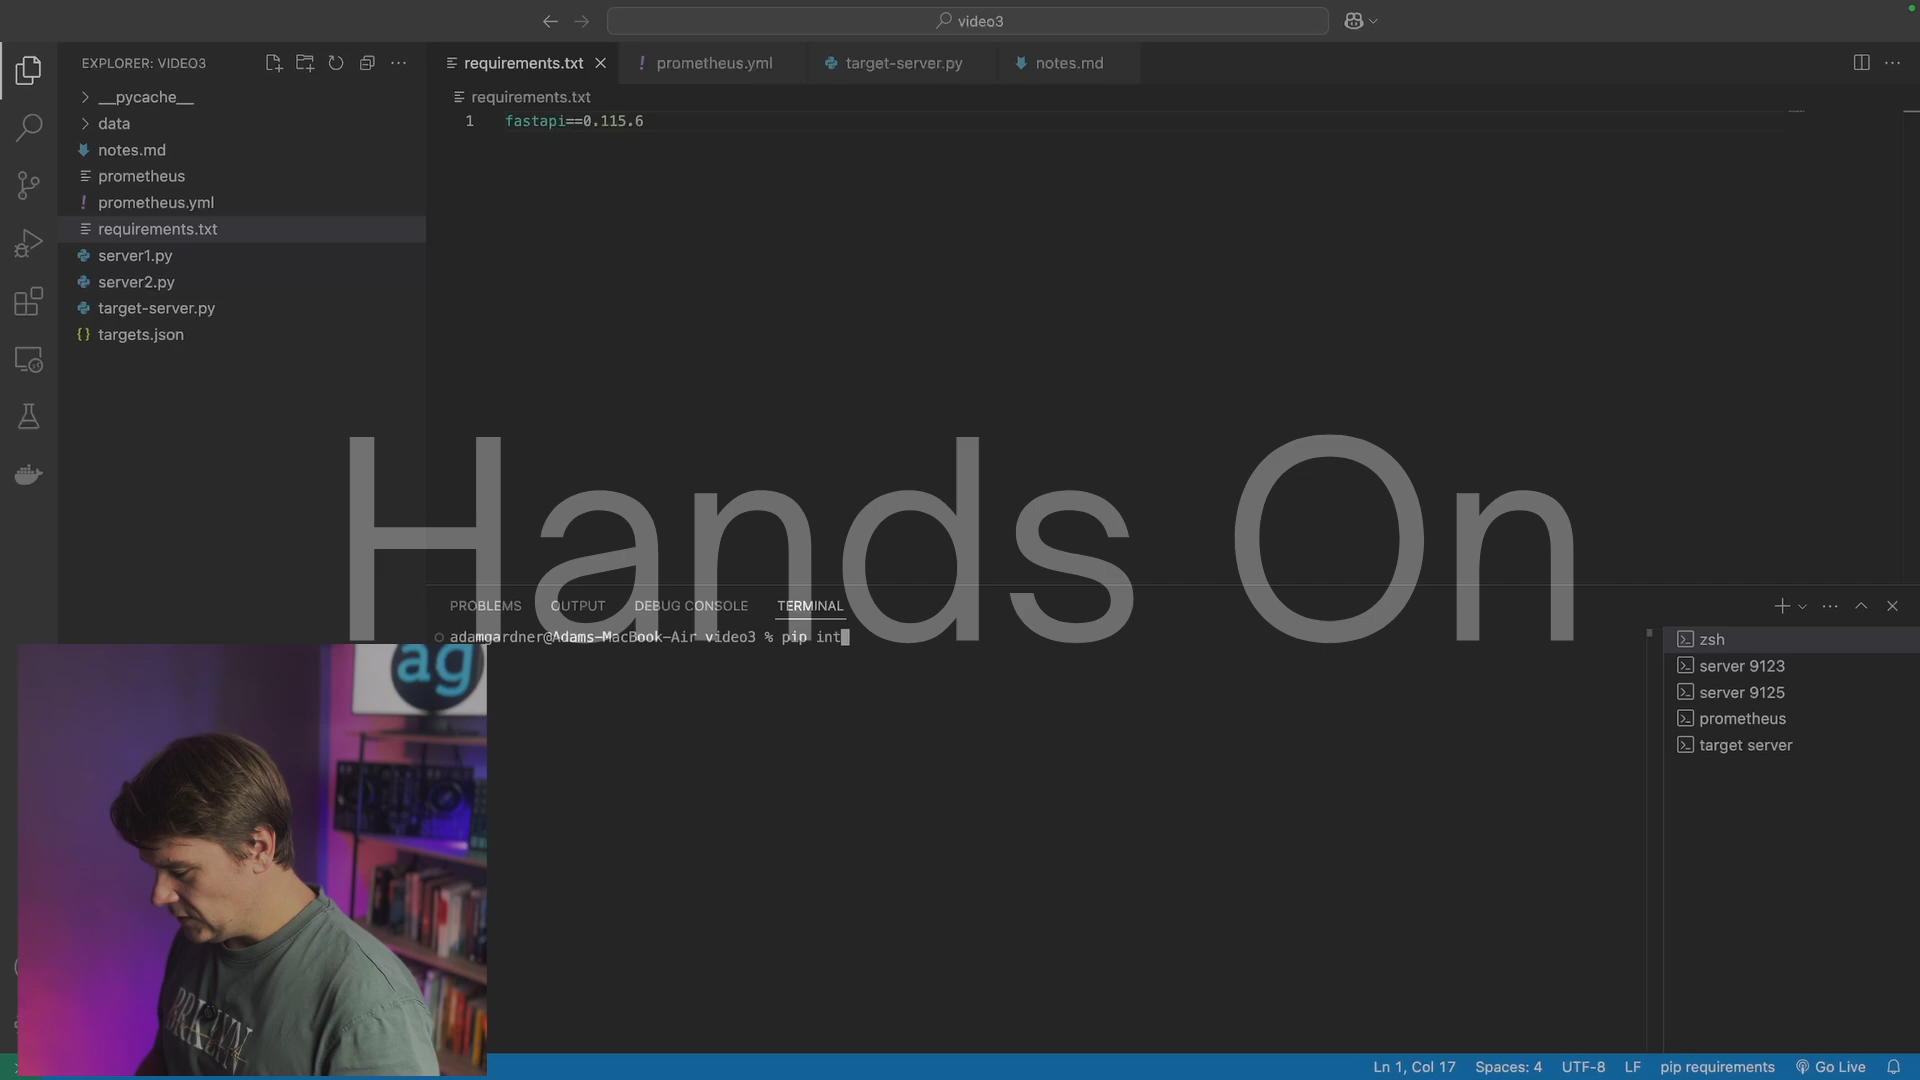 video3
EXPLORER: VIDEO3
__pycache__
data
notes.md
prometheus
prometheus.yml
requirements.txt
server1.py
server2.py
target-server.py
targets.json
requirements.txt
prometheus.yml
target-server.py
notes.md
requirements.txt
1 fastapi==0.115.6
Hands On
PROBLEMS
OUTPUT
DEBUG CONSOLE
TERMINAL
adamgardner@Adams-MacBook-Air video3 % pip int
zsh
server 9123
server 9125
prometheus
target server
ag
Ln 1, Col 17
Spaces: 4
UTF-8
LF
pip requirements
Go Live